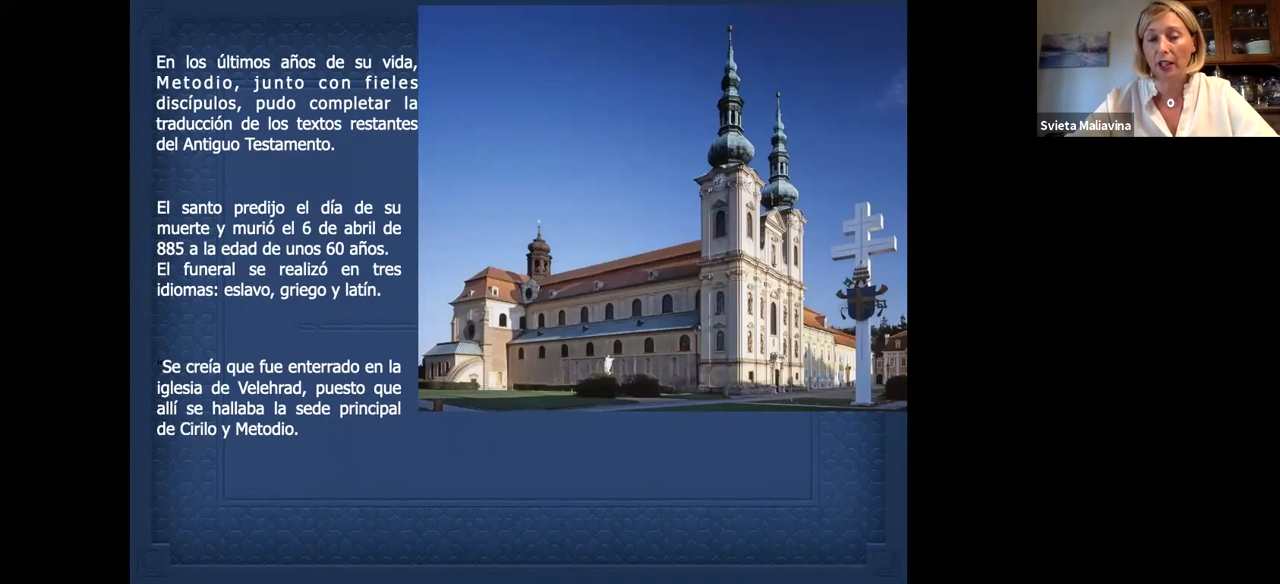 En los últimos años de su vida,
Metodio, junto con fieles
discípulos, pudo completar la
traducción de los textos restantes
del Antiguo Testamento.
El santo predijo el día de su
muerte y murió el 6 de abril de
885 a la edad de unos 60 años.
El funeral se realizó en tres
idiomas: eslavo, griego y latín.
Se creía que fue enterrado en la
iglesia de Velehrad, puesto que
allí se hallaba la sede principal
de Cirilo y Metodio.
Svieta Maliavina